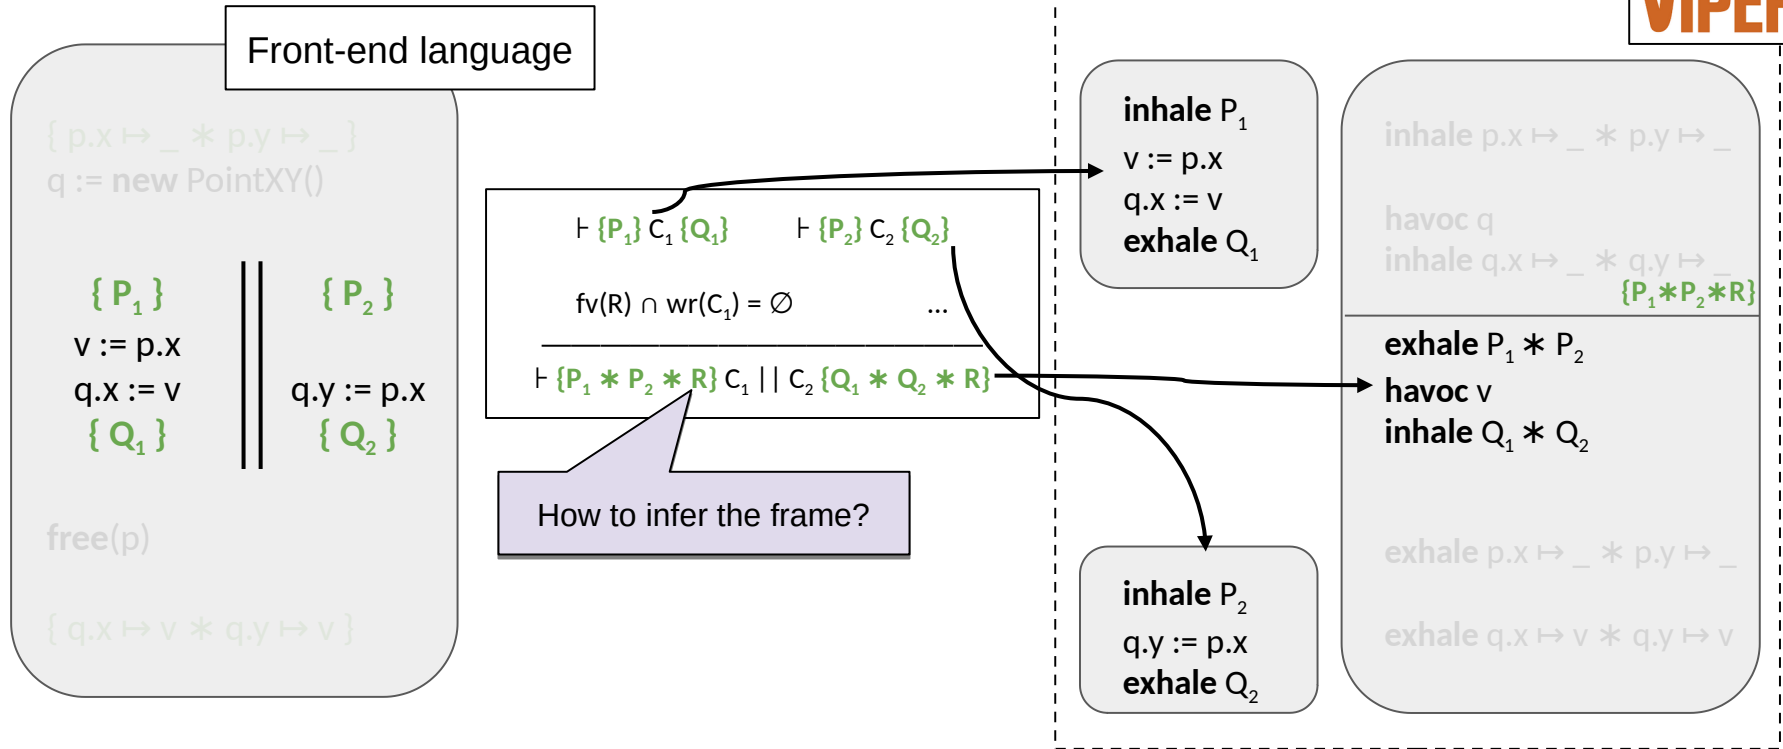 Front-end language
{ p.x ↦ _ ∗ p.y ↦ _ }
q := new PointXY()
{ P₁ }
{ P₂ }
v := p.x
q.x := v
q.y := p.x
{ Q₁ }
{ Q₂ }
free(p)
{ q.x ↦ v ∗ q.y ↦ v }
⊦ {P₁} C₁ {Q₁}
⊦ {P₂} C₂ {Q₂}
fv(R) ∩ wr(C₁) = ∅
...
⊦ {P₁ ∗ P₂ ∗ R} C₁ || C₂ {Q₁ ∗ Q₂ ∗ R}
How to infer the frame?
inhale P₁
v := p.x
q.x := v
exhale Q₁
inhale P₂
q.y := p.x
exhale Q₂
VIPER
inhale p.x ↦ _ ∗ p.y ↦ _
havoc q
inhale q.x ↦ _ ∗ q.y ↦ _
{P₁∗P₂∗R}
exhale P₁ ∗ P₂
havoc v
inhale Q₁ ∗ Q₂
exhale p.x ↦ _ ∗ p.y ↦ _
exhale q.x ↦ v ∗ q.y ↦ v